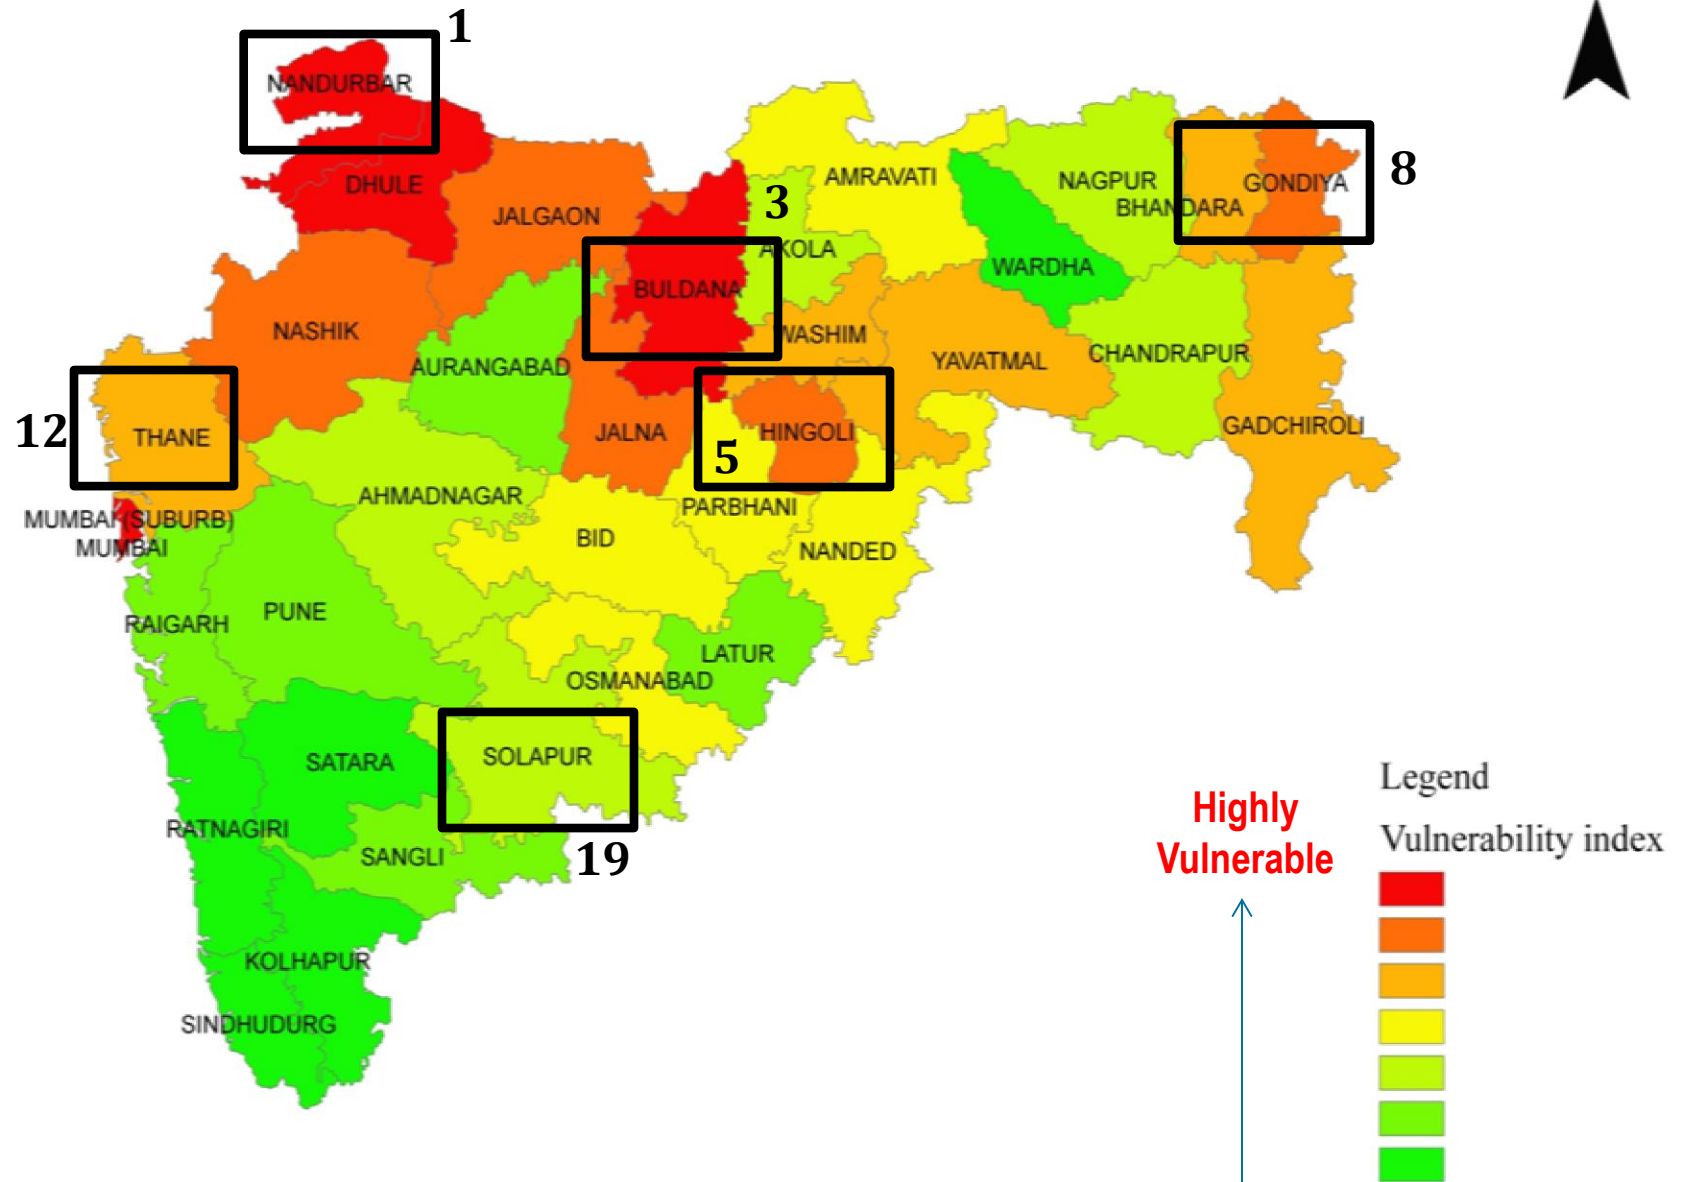 1
NANDURBAR
8
DHULE
3
AMRAVATI
NAGPUR
GONDIYA
JALGAON
BHANDARA
AKOLA
WARDHA
BULDANA
NASHIK
WASHIM
AURANGABAD
YAVATMAL
CHANDRAPUR
12
THANE
JALNA
HINGOLI
5
GADCHIROLI
AHMADNAGAR
PARBHANI
MUMBAI (SUBURB)
MUMBAI
BID
NANDED
RAIGARH
PUNE
LATUR
OSMANABAD
SATARA
SOLAPUR
RATNAGIRI
SANGLI
19
KOLHAPUR
SINDHUDURG
Highly
Vulnerable
Legend
Vulnerability index